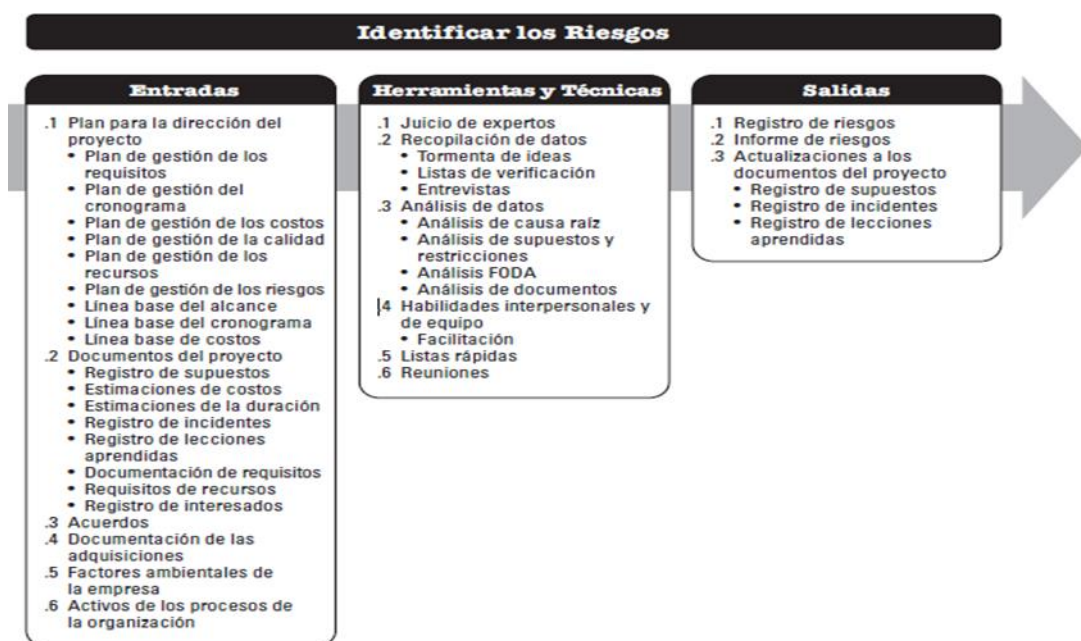 Identificar los Riesgos
Entradas
.1 Plan para la dirección del
proyecto
• Plan de gestión de los
requisitos
• Plan de gestión del
cronograma
• Plan de gestión de los costos
• Plan de gestión de la calidad
• Plan de gestión de los
recursos
• Plan de gestión de los riesgos
• Línea base del alcance
• Línea base del cronograma
• Línea base de costos
.2 Documentos del proyecto
• Registro de supuestos
• Estimaciones de costos
• Estimaciones de la duración
• Registro de incidentes
• Registro de lecciones
aprendidas
• Documentación de requisitos
• Requisitos de recursos
• Registro de interesados
.3 Acuerdos
.4 Documentación de las
adquisiciones
.5 Factores ambientales de
la empresa
.6 Activos de los procesos de
la organización
Herramientas y Técnicas
.1 Juicio de expertos
.2 Recopilación de datos
• Tormenta de ideas
• Listas de verificación
• Entrevistas
.3 Análisis de datos
• Análisis de causa raíz
• Análisis de supuestos y
restricciones
• Análisis FODA
• Análisis de documentos
.4 Habilidades interpersonales y
de equipo
• Facilitación
.5 Listas rápidas
.6 Reuniones
Salidas
.1 Registro de riesgos
.2 Informe de riesgos
.3 Actualizaciones a los
documentos del proyecto
• Registro de supuestos
• Registro de incidentes
• Registro de lecciones
aprendidas